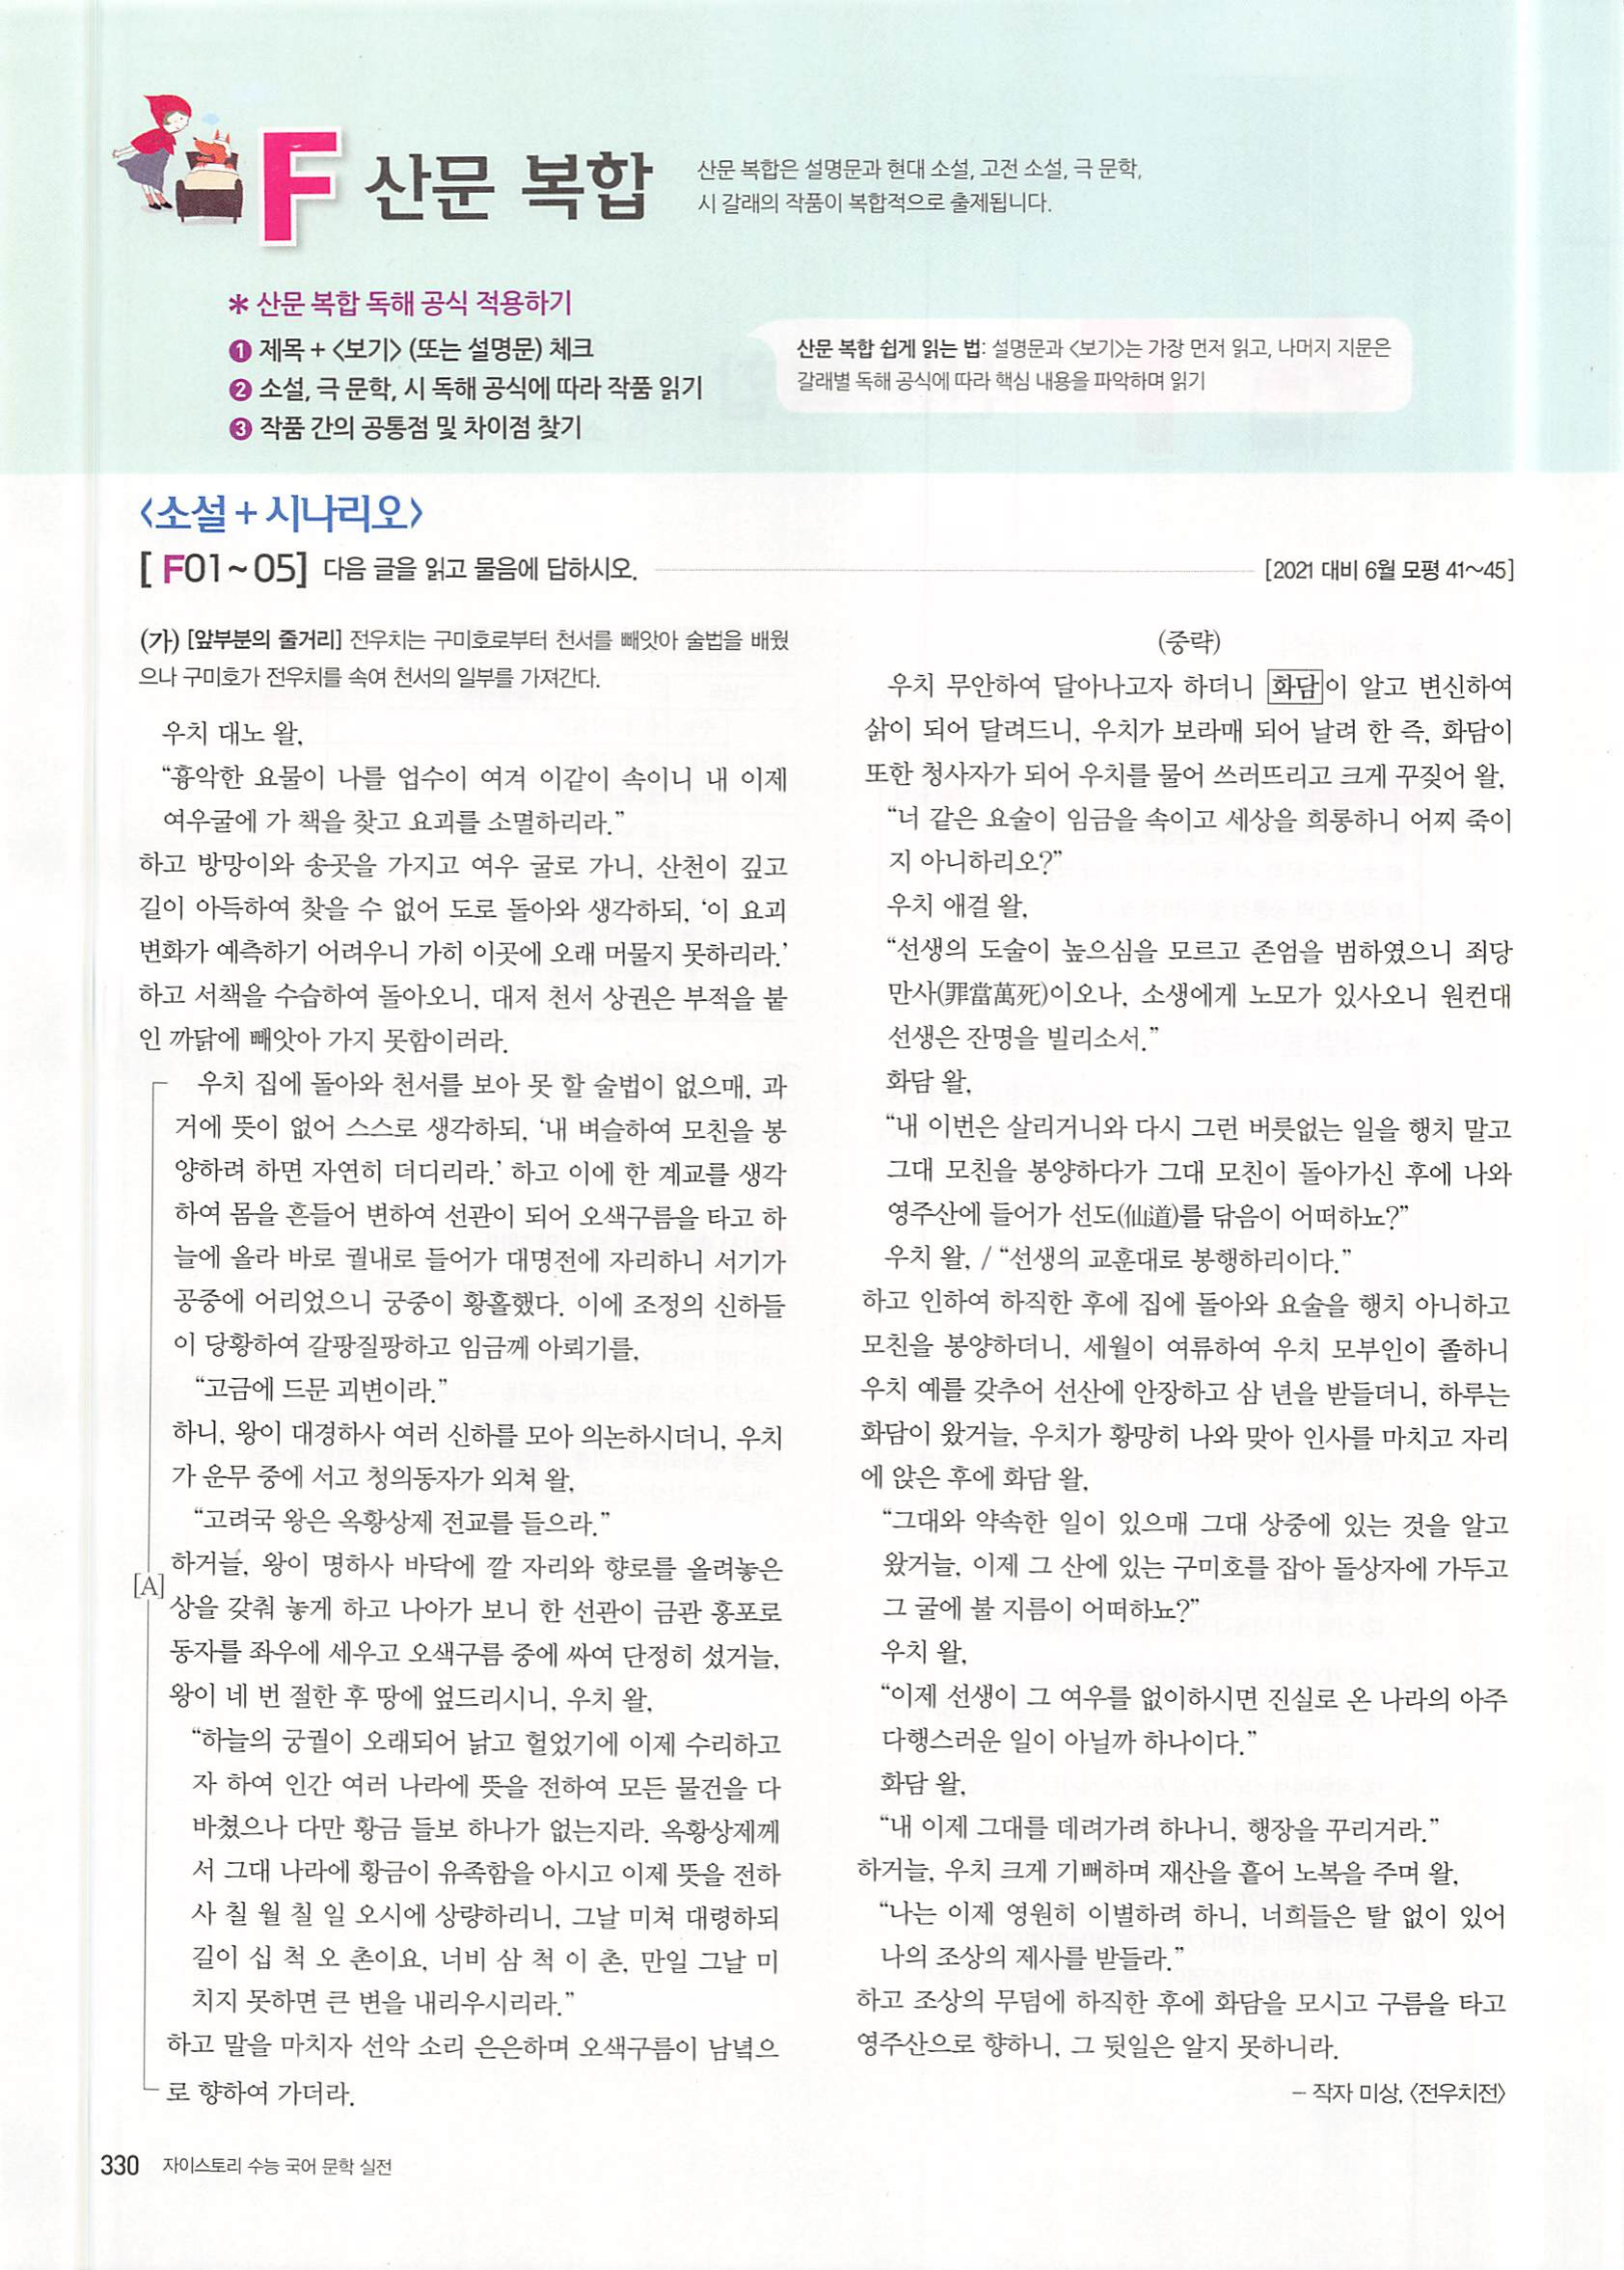 F 산문 복합
산문 복합은 설명문과 현대 소설, 고전 소설, 극 문학,
시 갈래의 작품이 복합적으로 출제됩니다.
* 산문 복합 독해 공식 적용하기
❶ 제목 + <보기> (또는 설명문) 체크
❷ 소설, 극 문학, 시 독해 공식에 따라 작품 읽기
❸ 작품 간의 공통점 및 차이점 찾기
산문 복합 쉽게 읽는 법: 설명문과 <보기>는 가장 먼저 읽고, 나머지 지문은
갈래별 독해 공식에 따라 핵심 내용을 파악하며 읽기
<소설 + 시나리오>
[F01~05] 다음 글을 읽고 물음에 답하시오. [2021 대비 6월 모평 41~45]
(가) [앞부분의 줄거리] 전우치는 구미호로부터 천서를 빼앗아 술법을 배웠
으나 구미호가 전우치를 속여 천서의 일부를 가져간다.
우치 대노 왈,
“흉악한 요물이 나를 업수이 여겨 이같이 속이니 내 이제
여우굴에 가 책을 찾고 요괴를 소멸하리라.”
하고 방망이와 송곳을 가지고 여우 굴로 가니, 산천이 깊고
길이 아득하여 찾을 수 없어 도로 돌아와 생각하되, ‘이 요괴
변화가 예측하기 어려우니 가히 이곳에 오래 머물지 못하리라.’
하고 서책을 수습하여 돌아오니, 대저 천서 상권은 부적을 붙
인 까닭에 빼앗아 가지 못함이러라.
우치 집에 돌아와 천서를 보아 못 할 술법이 없으매, 과
거에 뜻이 없어 스스로 생각하되, ‘내 벼슬하여 모친을 봉
양하려 하면 자연히 더디리라.’ 하고 이에 한 계교를 생각
하여 몸을 흔들어 변하여 선관이 되어 오색구름을 타고 하
늘에 올라 바로 궐내로 들어가 대명전에 자리하니 서기가
공중에 어리었으니 궁중이 황홀했다. 이에 조정의 신하들
이 당황하여 갈팡질팡하고 임금께 아뢰기를,
“고금에 드문 괴변이라.”
하니, 왕이 대경하사 여러 신하를 모아 의논하시더니, 우치
가 운무 중에 서고 청의동자가 외쳐 왈,
“고려국 왕은 옥황상제 전교를 들으라.”
하거늘, 왕이 명하사 바닥에 깔 자리와 향로를 올려놓은
[A]
상을 갖춰 놓게 하고 나아가 보니 한 선관이 금관 홍포로
동자를 좌우에 세우고 오색구름 중에 싸여 단정히 섰거늘,
왕이 네 번 절한 후 땅에 엎드리시니, 우치 왈,
“하늘의 궁궐이 오래되어 낡고 헐었기에 이제 수리하고
자 하여 인간 여러 나라에 뜻을 전하여 모든 물건을 다
바쳤으나 다만 황금 들보 하나가 없는지라. 옥황상제께
서 그대 나라에 황금이 유족함을 아시고 이제 뜻을 전하
사 칠 월 칠 일 오시에 상량하리니, 그날 미쳐 대령하되
길이 십 척 오 촌이요, 너비 삼 척 이 촌, 만일 그날 미
치지 못하면 큰 변을 내리우시리라.”
하고 말을 마치자 선악 소리 은은하며 오색구름이 남녘으
로 향하여 가더라.
(중략)
우치 무안하여 달아나고자 하더니 화담이 알고 변신하여
삵이 되어 달려드니, 우치가 보라매 되어 날려 한 즉, 화담이
또한 청사자가 되어 우치를 물어 쓰러뜨리고 크게 꾸짖어 왈,
“너 같은 요술이 임금을 속이고 세상을 희롱하니 어찌 죽이
지 아니하리오?”
우치 애걸 왈,
“선생의 도술이 높으심을 모르고 존엄을 범하였으니 죄당
만사(罪當萬死)이오나, 소생에게 노모가 있사오니 원컨대
선생은 잔명을 빌리소서.”
화담 왈,
“내 이번은 살리거니와 다시 그런 버릇없는 일을 행치 말고
그대 모친을 봉양하다가 그대 모친이 돌아가신 후에 나와
영주산에 들어가 선도(仙道)를 닦음이 어떠하뇨?”
우치 왈, / “선생의 교훈대로 봉행하리이다.”
하고 인하여 하직한 후에 집에 돌아와 요술을 행치 아니하고
모친을 봉양하더니, 세월이 여류하여 우치 모부인이 졸하니
우치 예를 갖추어 선산에 안장하고 삼 년을 받들더니, 하루는
화담이 왔거늘, 우치가 황망히 나와 맞아 인사를 마치고 자리
에 앉은 후에 화담 왈,
“그대와 약속한 일이 있으매 그대 상중에 있는 것을 알고
왔거늘, 이제 그 산에 있는 구미호를 잡아 돌상자에 가두고
그 굴에 불 지름이 어떠하뇨?”
우치 왈,
“이제 선생이 그 여우를 없이하시면 진실로 온 나라의 아주
다행스러운 일이 아닐까 하나이다.”
화담 왈,
“내 이제 그대를 데려가려 하나니, 행장을 꾸리거라.”
하거늘, 우치 크게 기뻐하며 재산을 흩어 노복을 주며 왈,
“나는 이제 영원히 이별하려 하니, 너희들은 탈 없이 있어
나의 조상의 제사를 받들라.”
하고 조상의 무덤에 하직한 후에 화담을 모시고 구름을 타고
영주산으로 향하니, 그 뒷일은 알지 못하니라.
– 작자 미상, <전우치전>
330 자이스토리 수능 국어 문학 실전